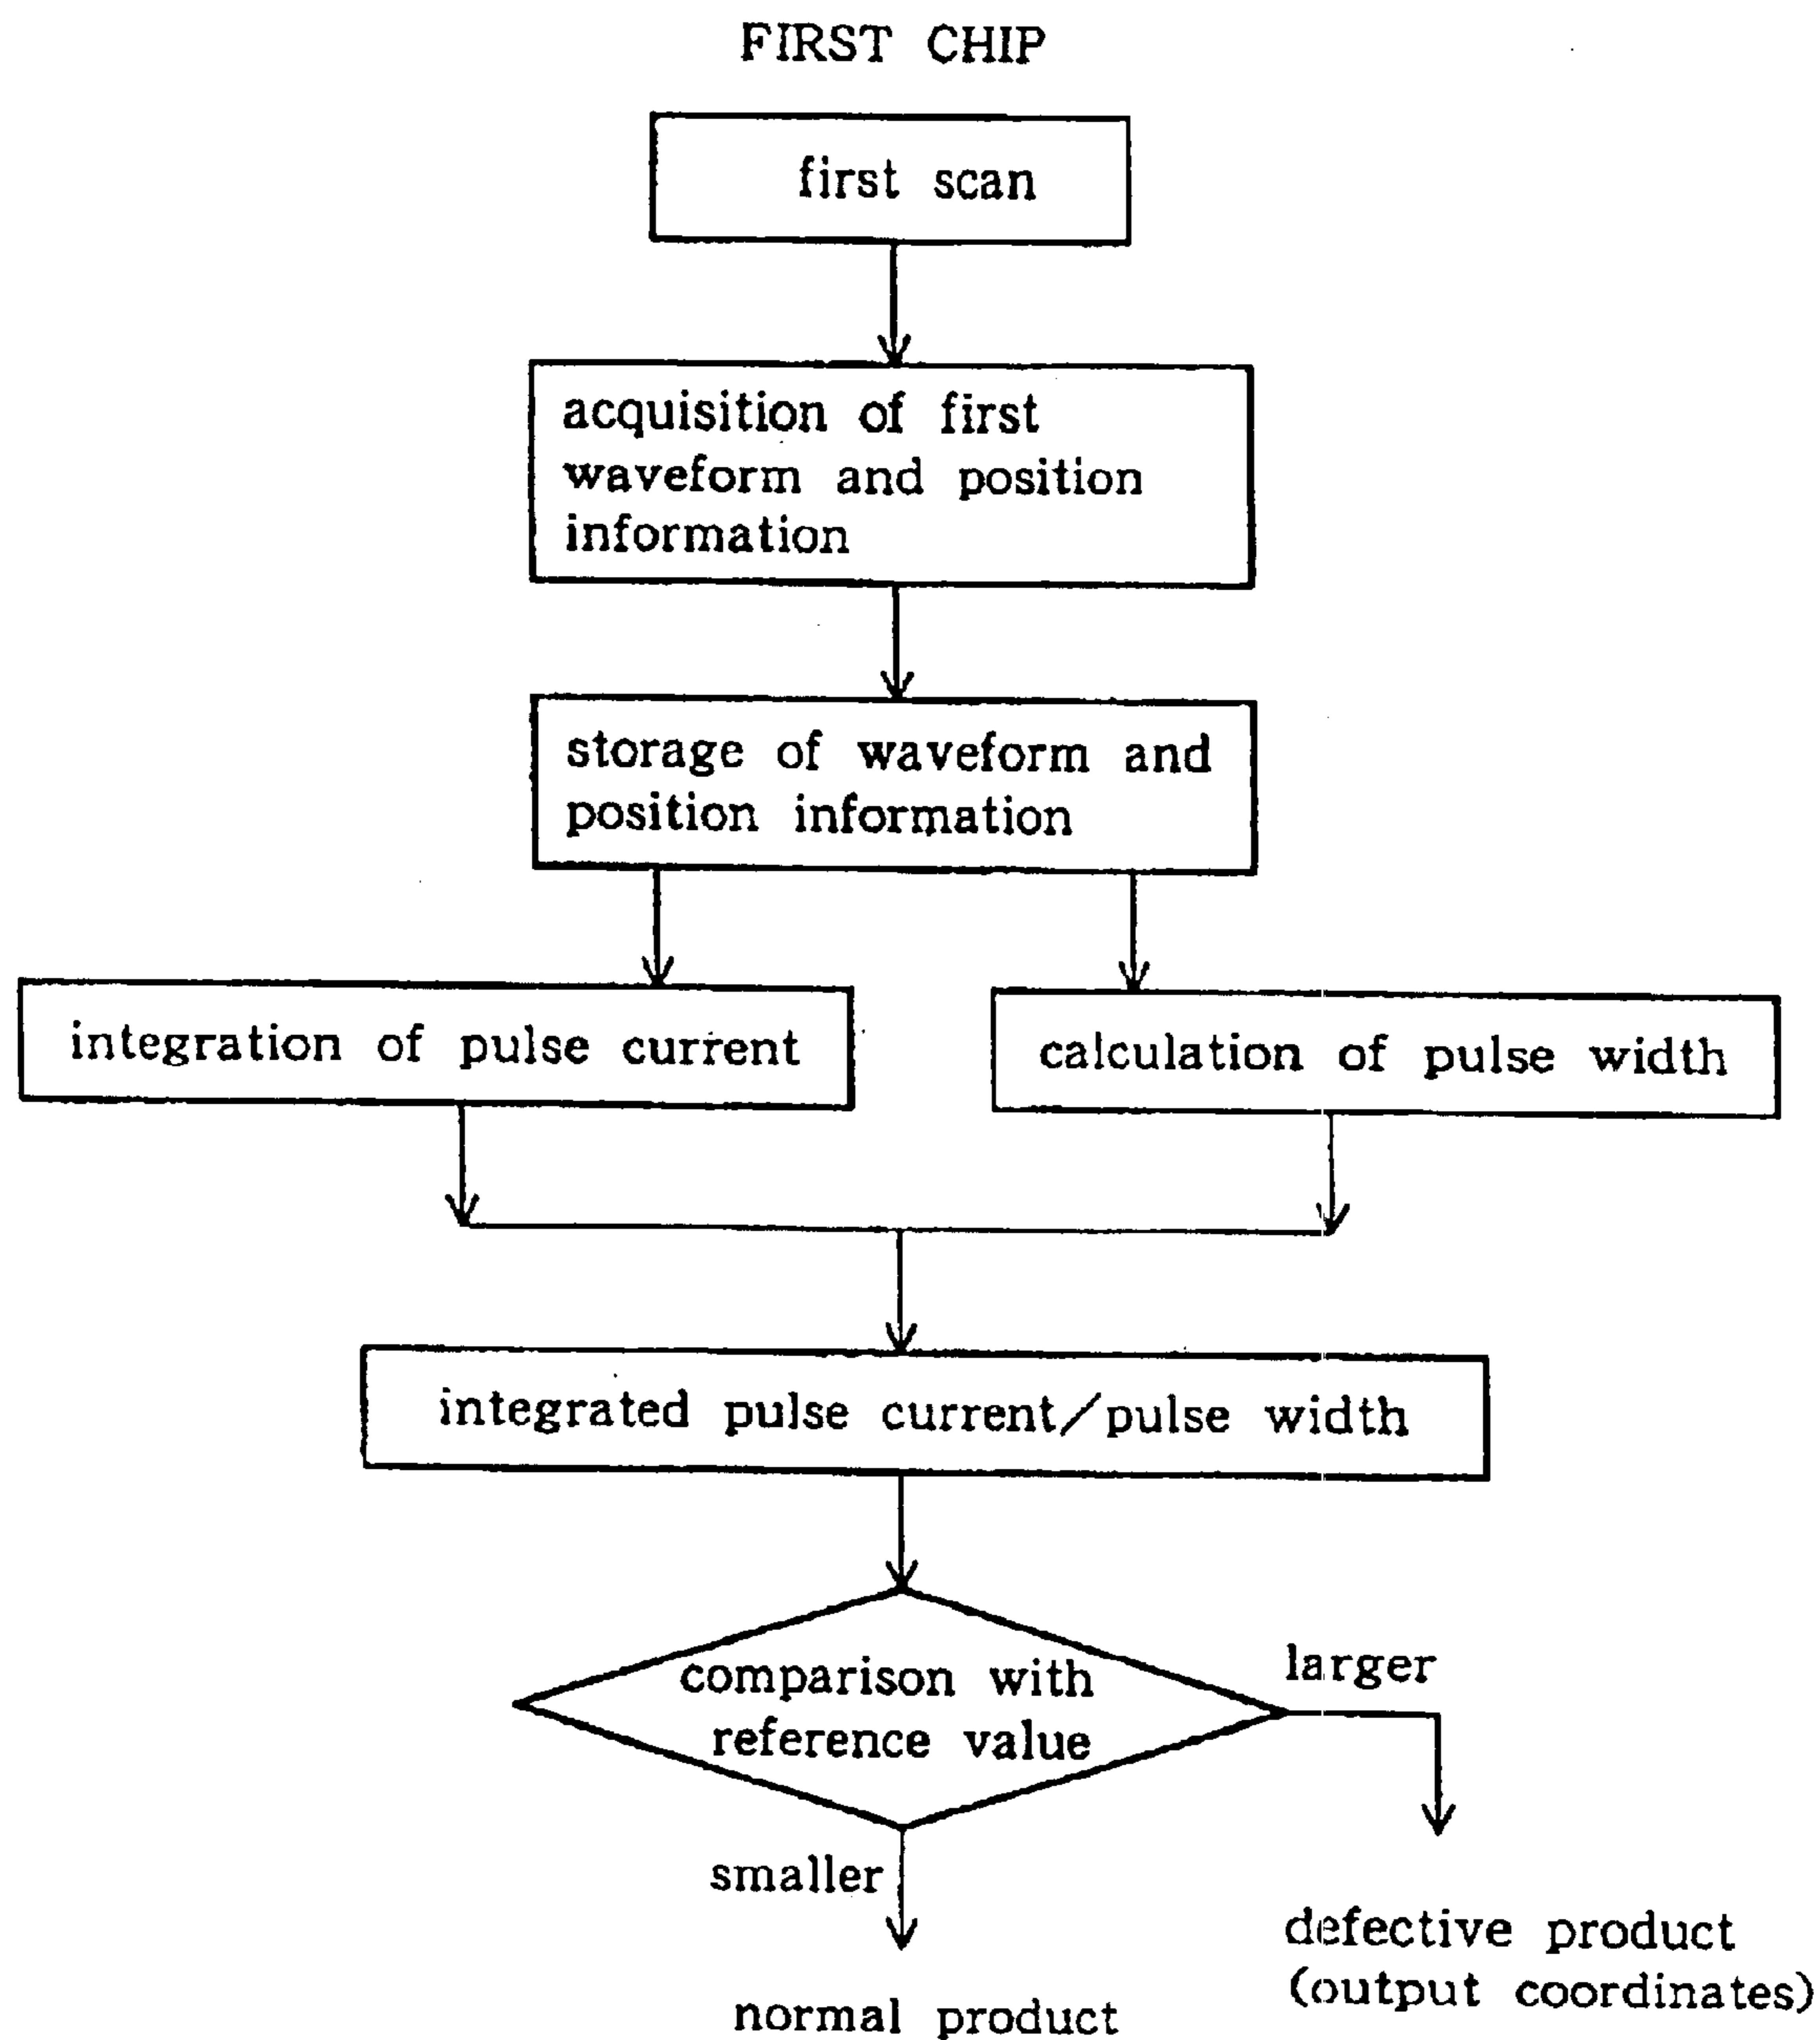 FIRST CHIP
first scan
acquisition of first
waveform and position
information
storage of waveform and
position information
integration of pulse current
calculation of pulse width
integrated pulse current/pulse width
comparison with
reference value
larger
smaller
defective product
(output coordinates)
normal product